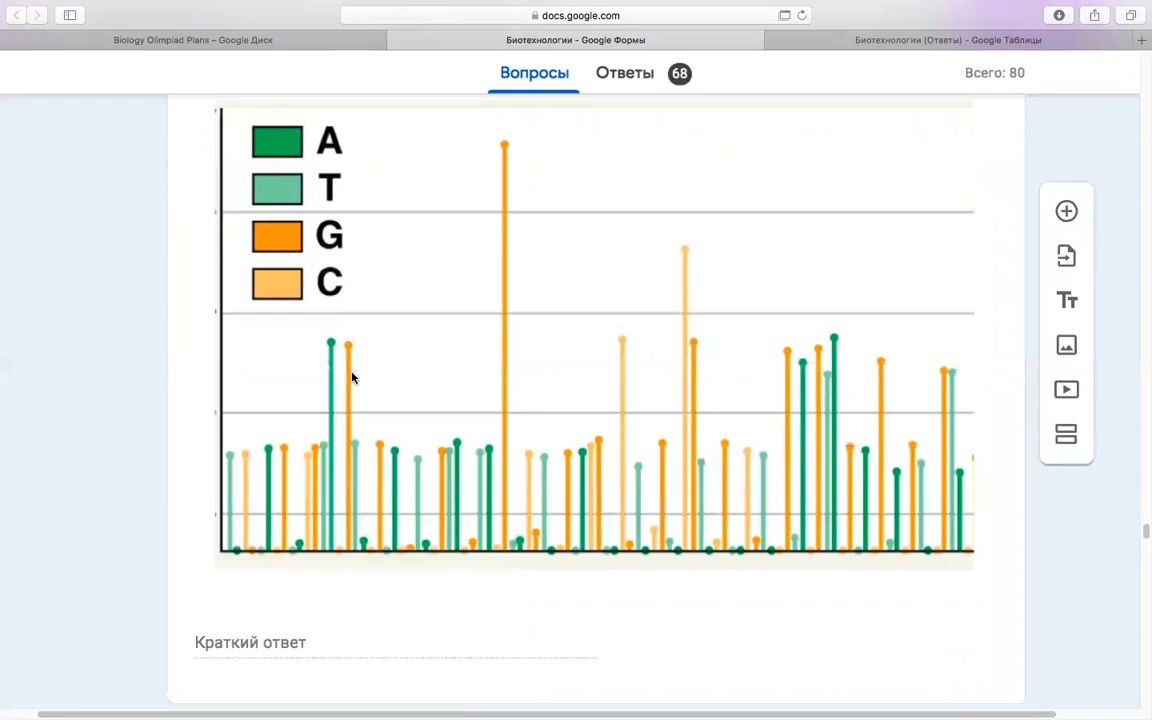 docs.google.com
Biology Olimpiad Plans – Google Диск
Биотехнологии - Google Формы
Биотехнологии (Ответы) - Google Таблицы
Вопросы
Ответы 68
Всего: 80
A
T
G
C
Tт
Краткий ответ